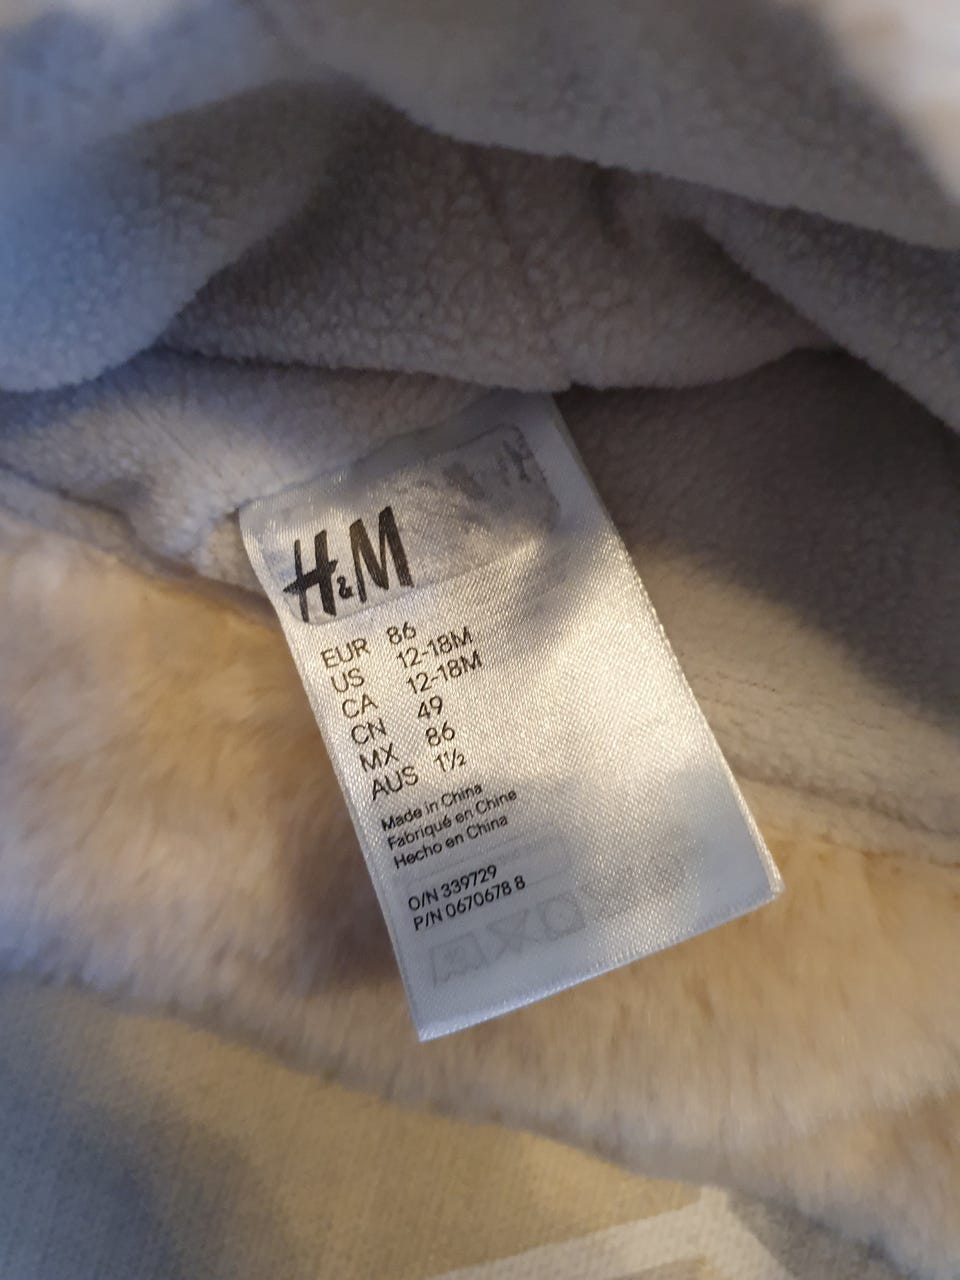 H&M
EUR 86
US 12-18M
CA 12-18M
CN 49
MX 86
AUS 1½
Made in China
Fabriqué en Chine
Hecho en China
O/N 339729
P/N 0670678 8